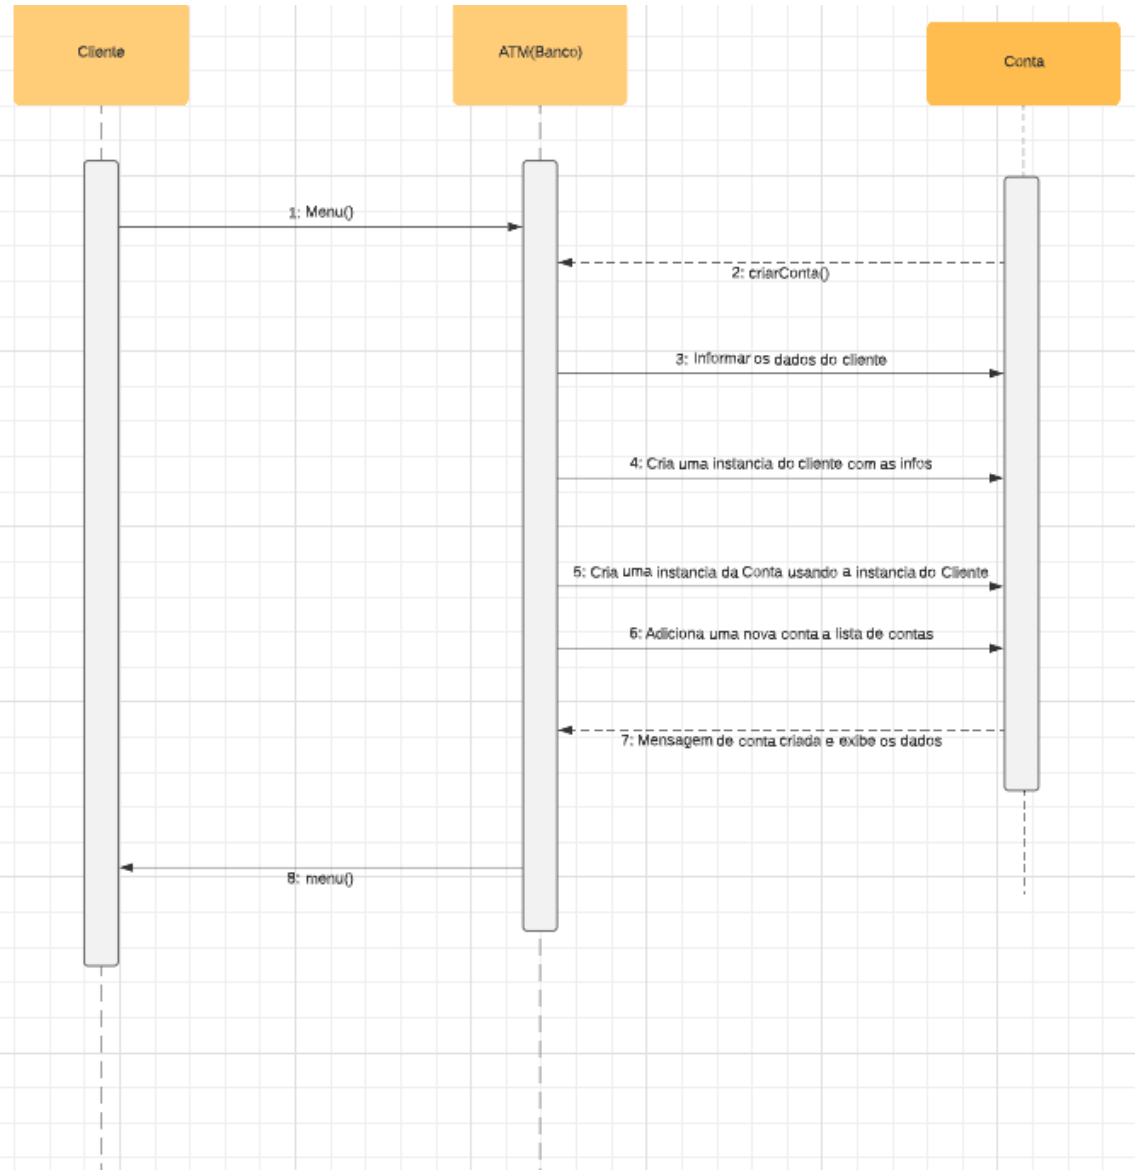 Cliente
ATM(Banco)
Conta
1: Menu()
2: criarConta()
3: Informar os dados do cliente
4: Cria uma instancia do cliente com as infos
5: Cria uma instancia da Conta usando a instancia do Cliente
6: Adiciona uma nova conta a lista de contas
7: Mensagem de conta criada e exibe os dados
8: menu()